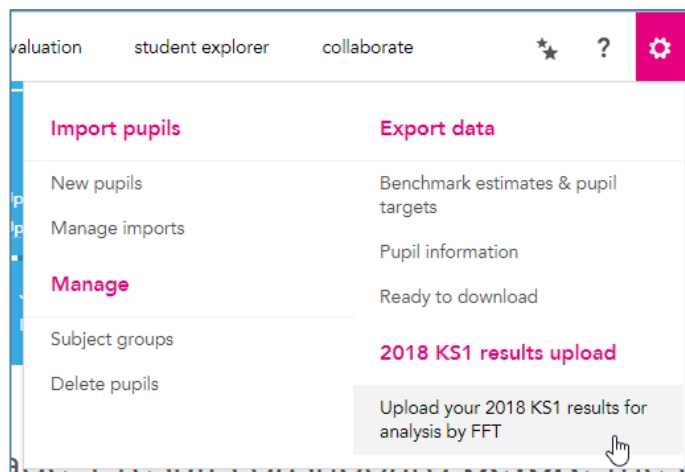 valuation student explorer collaborate ?
Import pupils
New pupils
Manage imports
Manage
Subject groups
Delete pupils
Export data
Benchmark estimates & pupil
targets
Pupil information
Ready to download
2018 KS1 results upload
Upload your 2018 KS1 results for
analysis by FFT